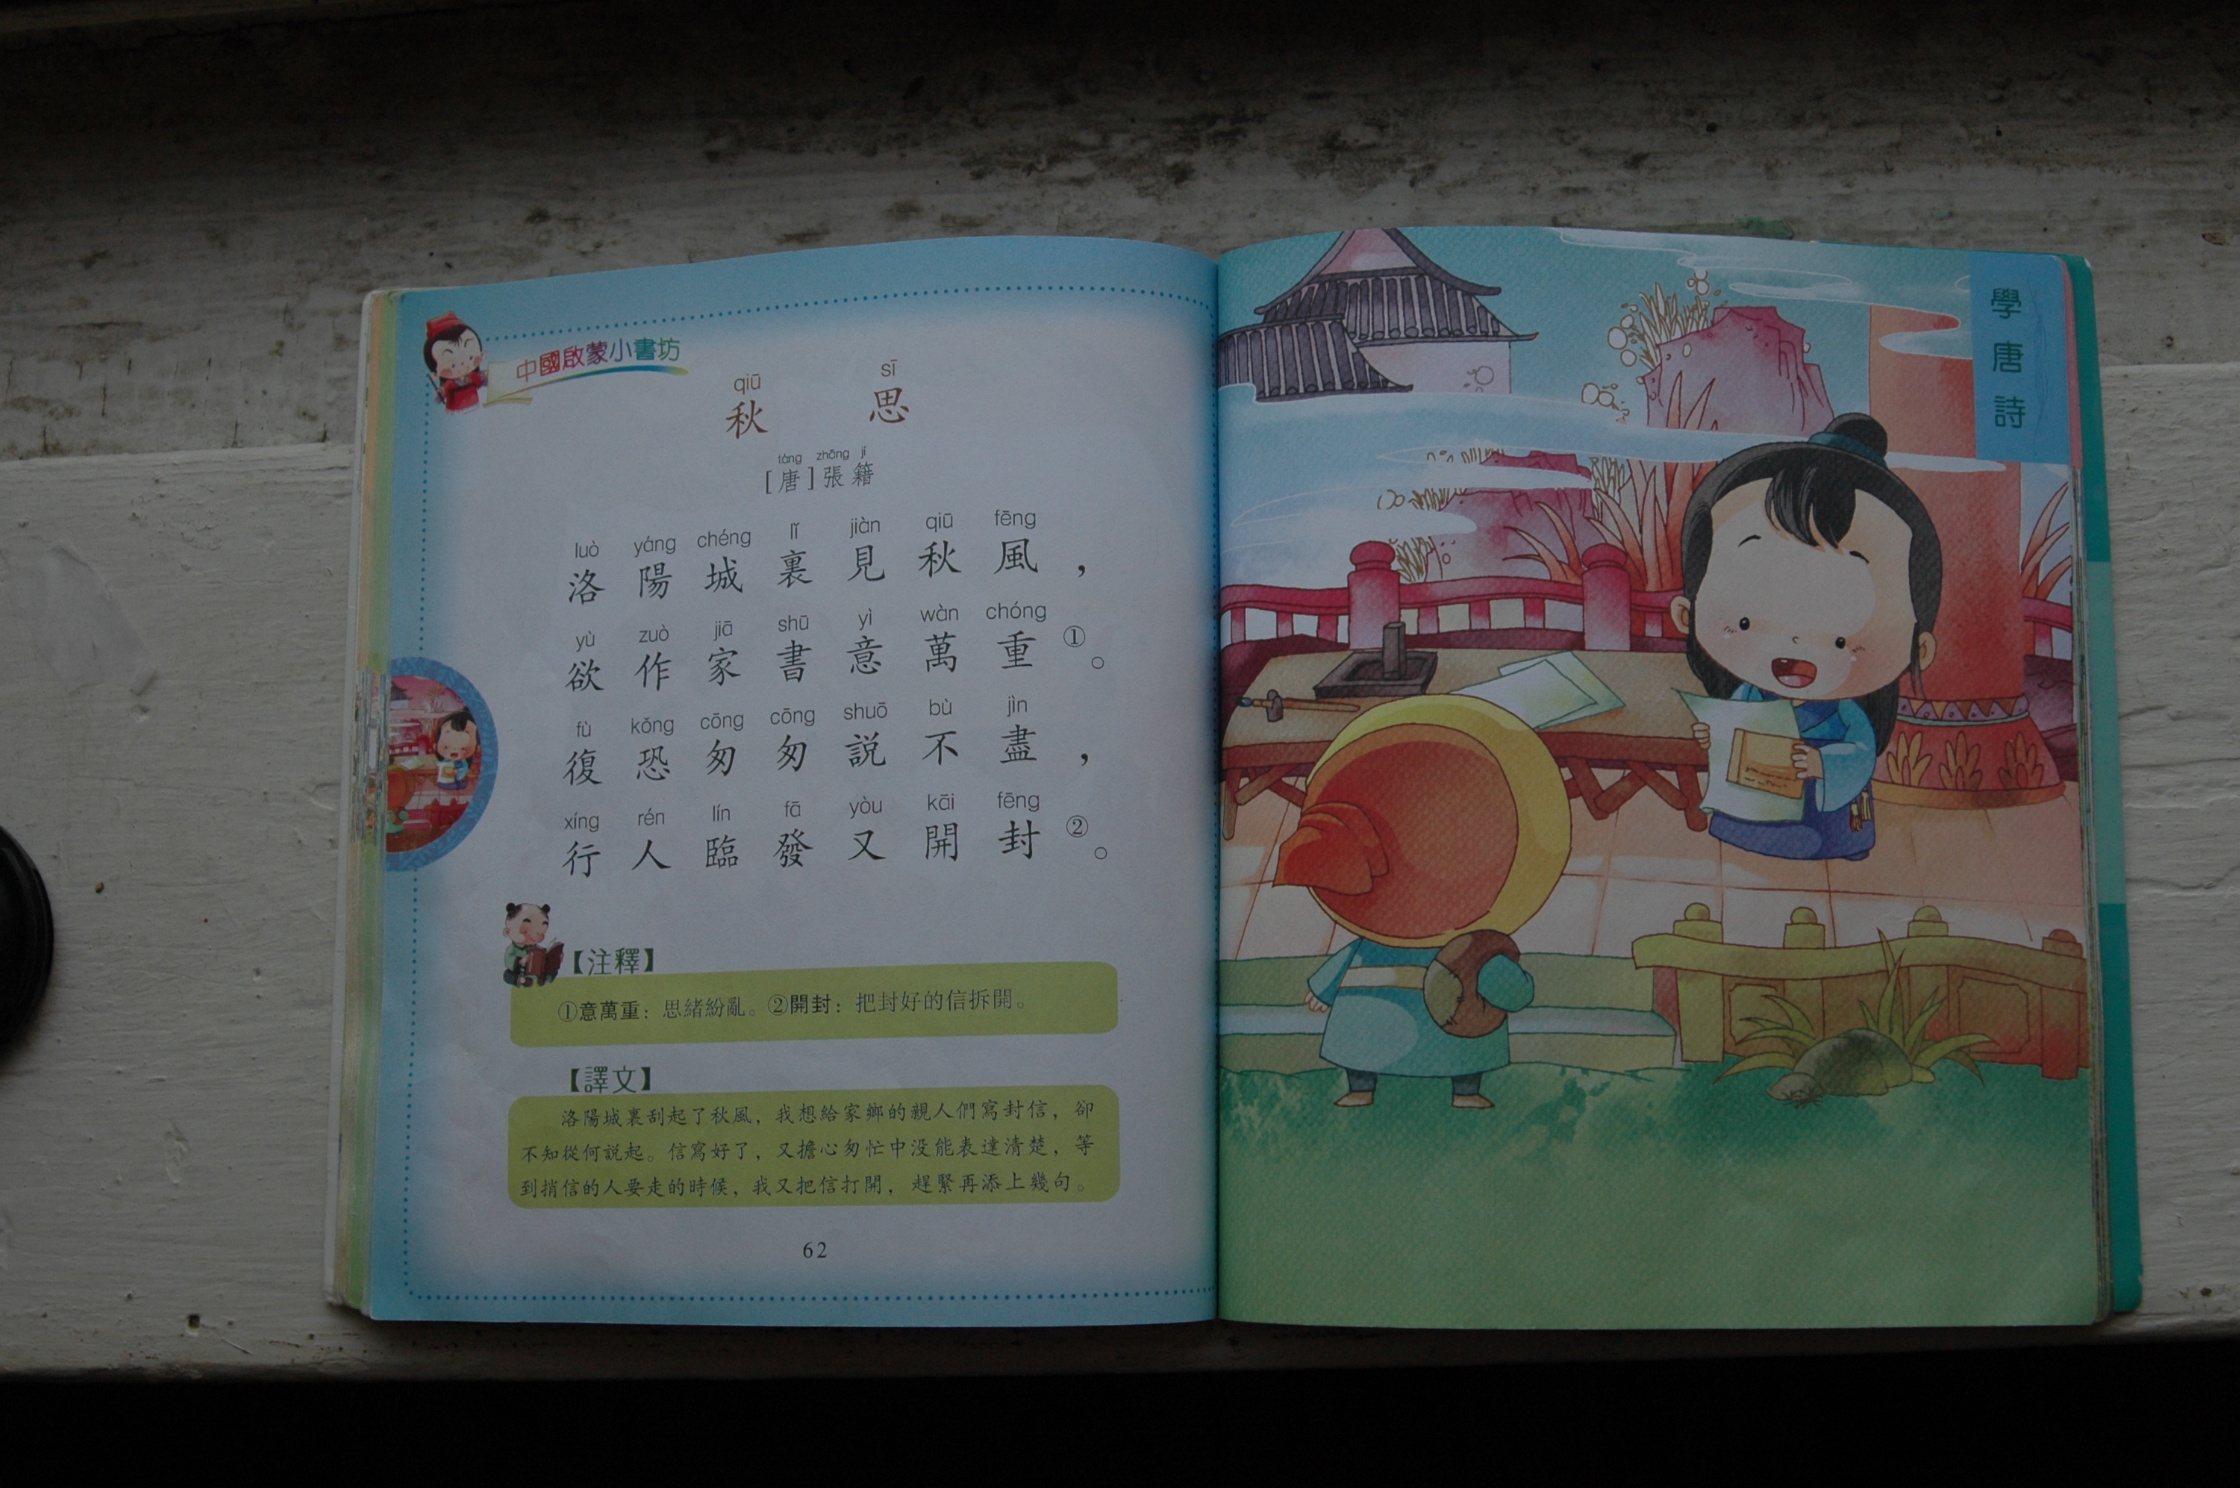 中國啟蒙小書坊
qiū sī
秋 思
táng zhāng jí
[唐]張籍
luò yáng chéng lǐ jiàn qiū fēng
洛陽城裏見秋風，
yù zuò jiā shū yì wàn chóng
欲作家書意萬重①。
fù kǒng cōng cōng shuō bù jìn
復恐匆匆説不盡，
xíng rén lín fā yòu kāi fēng
行人臨發又開封②。
【注釋】
①意萬重：思緒紛亂。②開封：把封好的信拆開。
【譯文】
洛陽城裏刮起了秋風，我想給家鄉的親人們寫封信，卻
不知從何說起。信寫好了，又擔心匆忙中没能表達清楚，等
到捎信的人要走的時候，我又把信打開，趕緊再添上幾句。
62
學唐詩